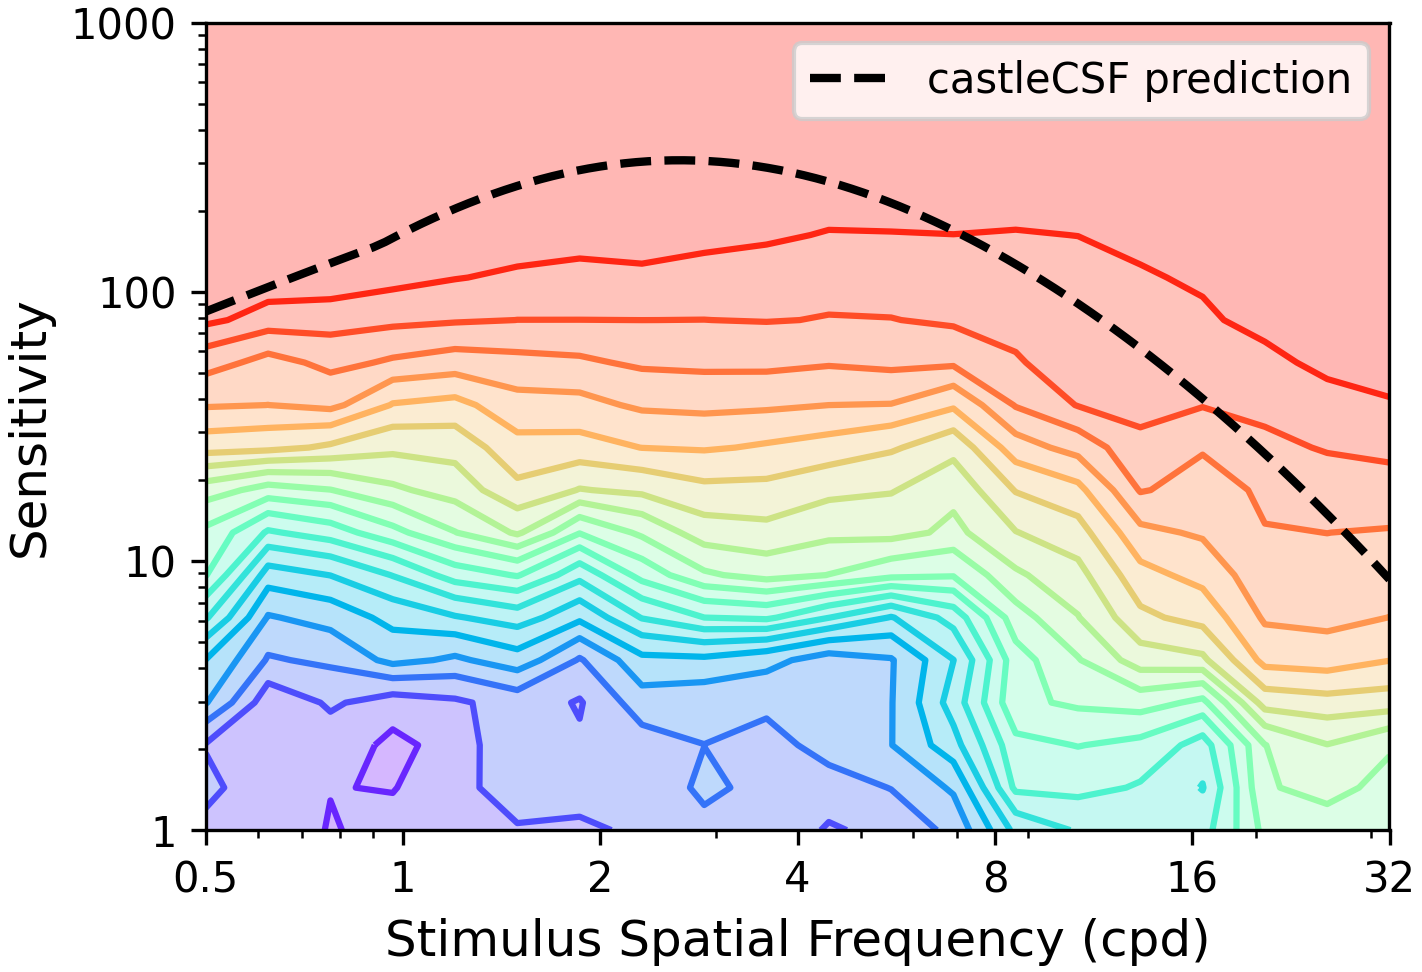 1000
castleCSF prediction
100
Sensitivity
10
1
0.5 1 2 4 8 16 32
Stimulus Spatial Frequency (cpd)